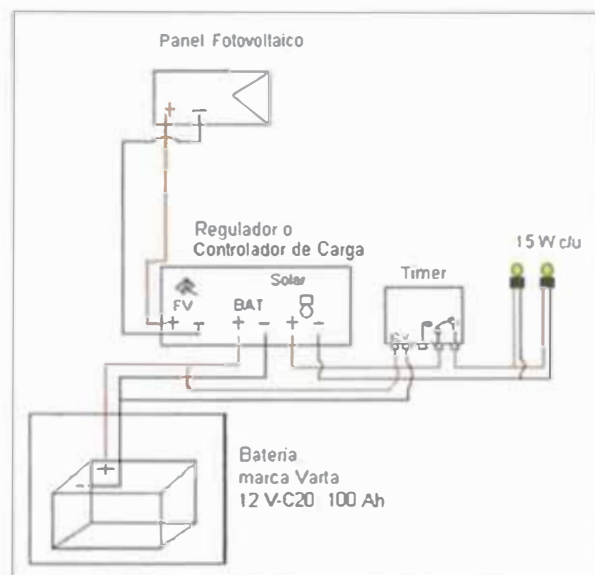 Panel Fotovoltaico
+ −
Regulador o
Controlador de Carga
Solar
FV BAT
+ − + − + −
15 W c/u
Timer
+
−
Bateria
marca Varta
12 V-C20 100 Ah